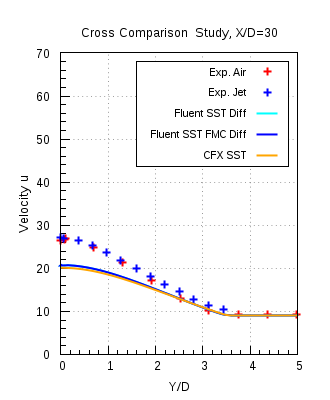 Cross Comparison Study, X/D=30
70
60
50
40
30
20
10
0
Velocity u
Exp. Air
Exp. Jet
Fluent SST Diff
Fluent SST FMC Diff
CFX SST
0 1 2 3 4 5
Y/D